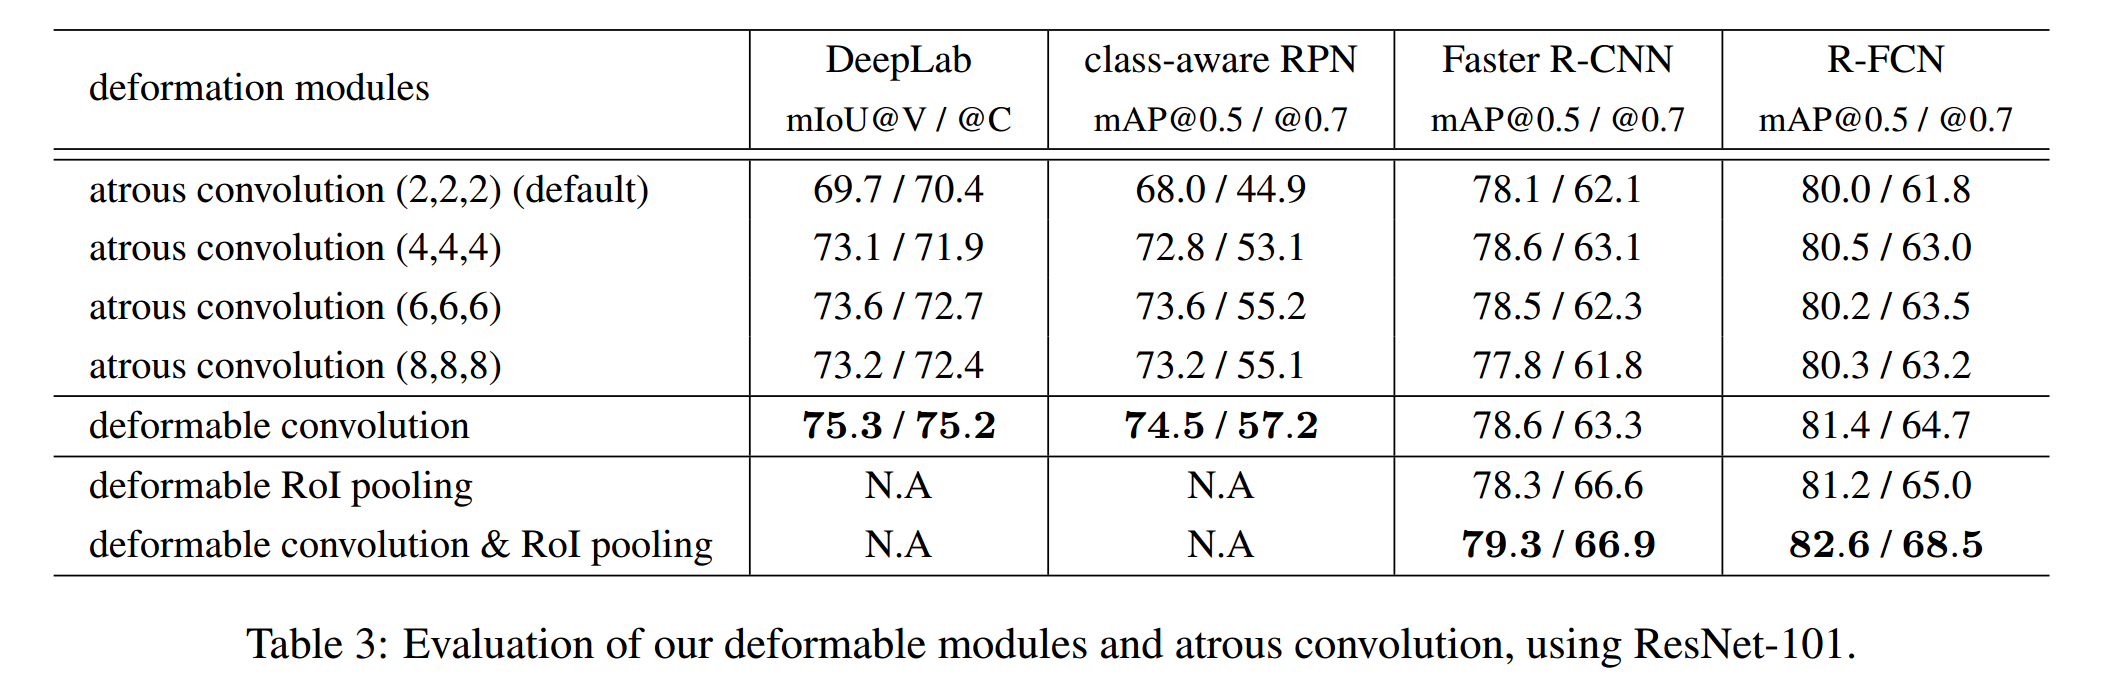 deformation modules DeepLab class-aware RPN Faster R-CNN R-FCN
mIoU@V / @C mAP@0.5 / @0.7 mAP@0.5 / @0.7 mAP@0.5 / @0.7
atrous convolution (2,2,2) (default) 69.7 / 70.4 68.0 / 44.9 78.1 / 62.1 80.0 / 61.8
atrous convolution (4,4,4) 73.1 / 71.9 72.8 / 53.1 78.6 / 63.1 80.5 / 63.0
atrous convolution (6,6,6) 73.6 / 72.7 73.6 / 55.2 78.5 / 62.3 80.2 / 63.5
atrous convolution (8,8,8) 73.2 / 72.4 73.2 / 55.1 77.8 / 61.8 80.3 / 63.2
deformable convolution 75.3 / 75.2 74.5 / 57.2 78.6 / 63.3 81.4 / 64.7
deformable RoI pooling N.A N.A 78.3 / 66.6 81.2 / 65.0
deformable convolution & RoI pooling N.A N.A 79.3 / 66.9 82.6 / 68.5
Table 3: Evaluation of our deformable modules and atrous convolution, using ResNet-101.